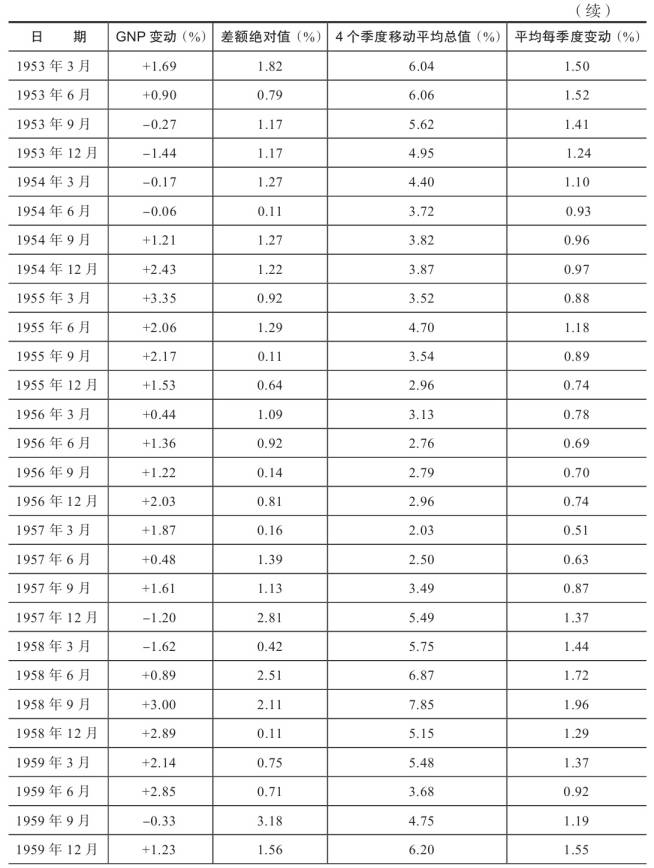 （续）
日 期 GNP 变动（%） 差额绝对值（%） 4 个季度移动平均总值（%） 平均每季度变动（%）
1953 年 3 月 +1.69 1.82 6.04 1.50
1953 年 6 月 +0.90 0.79 6.06 1.52
1953 年 9 月 –0.27 1.17 5.62 1.41
1953 年 12 月 –1.44 1.17 4.95 1.24
1954 年 3 月 –0.17 1.27 4.40 1.10
1954 年 6 月 –0.06 0.11 3.72 0.93
1954 年 9 月 +1.21 1.27 3.82 0.96
1954 年 12 月 +2.43 1.22 3.87 0.97
1955 年 3 月 +3.35 0.92 3.52 0.88
1955 年 6 月 +2.06 1.29 4.70 1.18
1955 年 9 月 +2.17 0.11 3.54 0.89
1955 年 12 月 +1.53 0.64 2.96 0.74
1956 年 3 月 +0.44 1.09 3.13 0.78
1956 年 6 月 +1.36 0.92 2.76 0.69
1956 年 9 月 +1.22 0.14 2.79 0.70
1956 年 12 月 +2.03 0.81 2.96 0.74
1957 年 3 月 +1.87 0.16 2.03 0.51
1957 年 6 月 +0.48 1.39 2.50 0.63
1957 年 9 月 +1.61 1.13 3.49 0.87
1957 年 12 月 –1.20 2.81 5.49 1.37
1958 年 3 月 –1.62 0.42 5.75 1.44
1958 年 6 月 +0.89 2.51 6.87 1.72
1958 年 9 月 +3.00 2.11 7.85 1.96
1958 年 12 月 +2.89 0.11 5.15 1.29
1959 年 3 月 +2.14 0.75 5.48 1.37
1959 年 6 月 +2.85 0.71 3.68 0.92
1959 年 9 月 –0.33 3.18 4.75 1.19
1959 年 12 月 +1.23 1.56 6.20 1.55